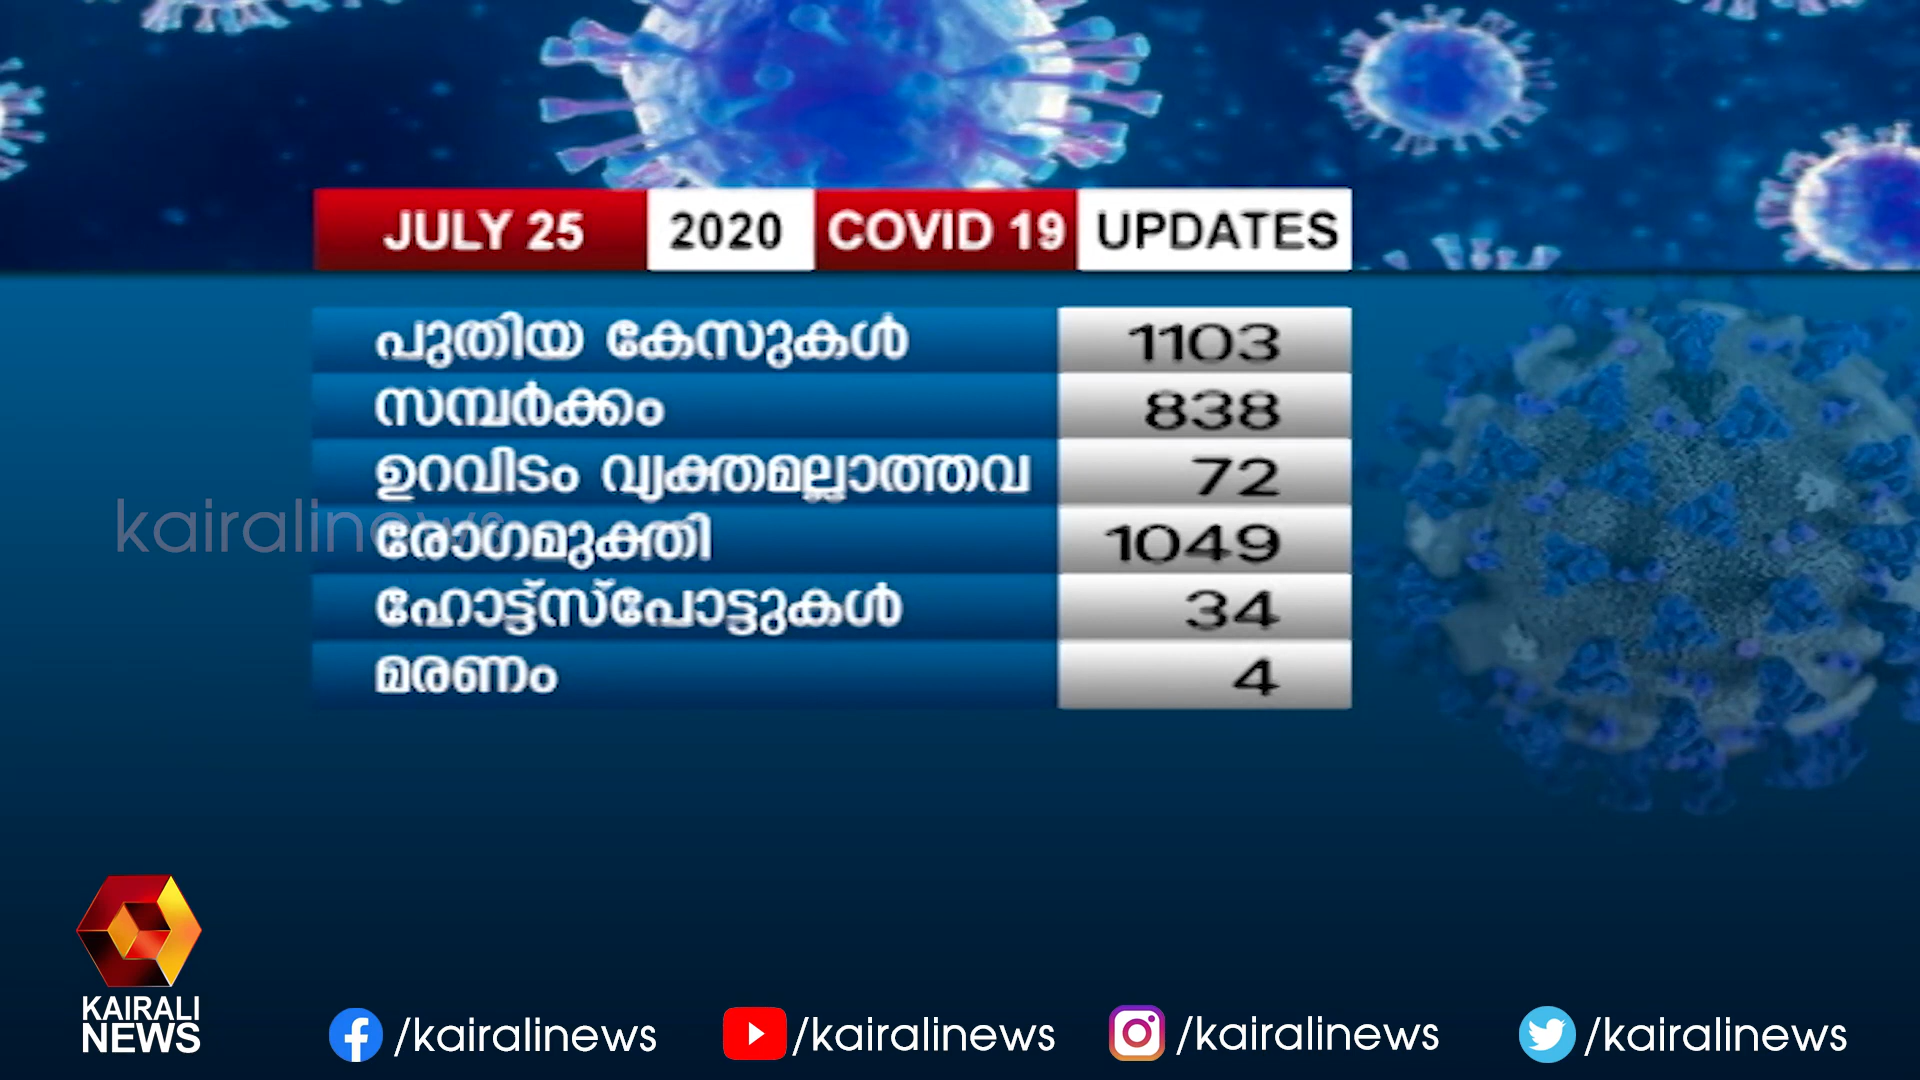 JULY 25 2020 COVID 19 UPDATES
പുതിയ കേസുകൾ 1103
സമ്പർക്കം 838
ഉറവിടം വ്യക്തമല്ലാത്തവ 72
kairalinews
രോഗമുക്തി 1049
ഹോട്ട്സ്പോട്ടുകൾ 34
മരണം 4
KAIRALI
NEWS
/kairalinews /kairalinews /kairalinews /kairalinews